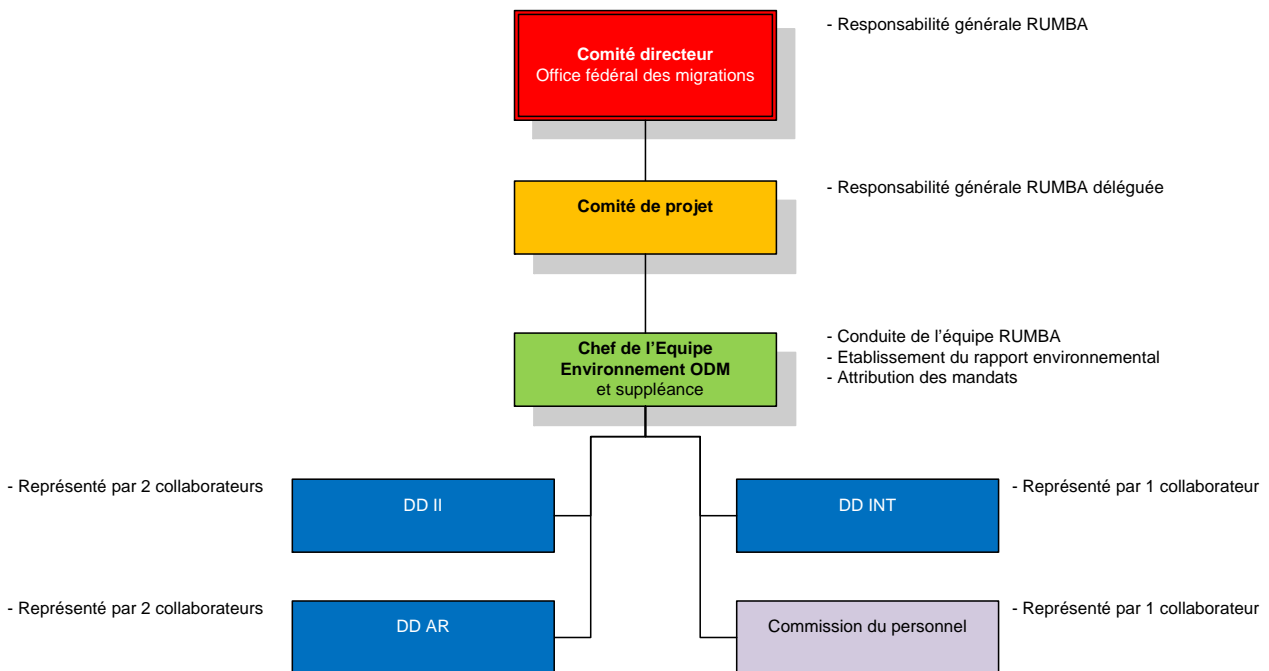 Comité directeur
Office fédéral des migrations
- Responsabilité générale RUMBA
Comité de projet
- Responsabilité générale RUMBA déléguée
Chef de l'Equipe
Environnement ODM
et suppléance
- Conduite de l'équipe RUMBA
- Etablissement du rapport environnemental
- Attribution des mandats
- Représenté par 2 collaborateurs
DD II
DD INT
- Représenté par 1 collaborateur
- Représenté par 2 collaborateurs
DD AR
Commission du personnel
- Représenté par 1 collaborateur